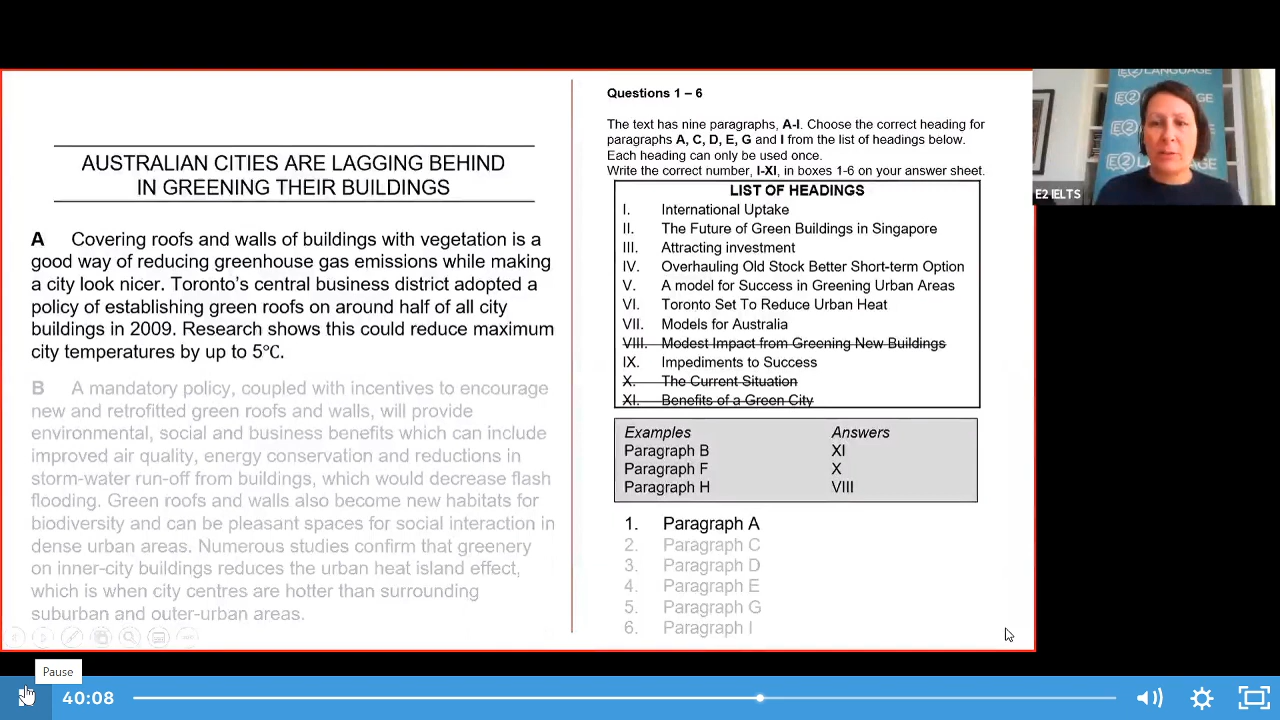 AUSTRALIAN CITIES ARE LAGGING BEHIND
IN GREENING THEIR BUILDINGS
A Covering roofs and walls of buildings with vegetation is a
good way of reducing greenhouse gas emissions while making
a city look nicer. Toronto's central business district adopted a
policy of establishing green roofs on around half of all city
buildings in 2009. Research shows this could reduce maximum
city temperatures by up to 5℃.
B A mandatory policy, coupled with incentives to encourage
new and retrofitted green roofs and walls, will provide
environmental, social and business benefits which can include
improved air quality, energy conservation and reductions in
storm-water run-off from buildings, which would decrease flash
flooding. Green roofs and walls also become new habitats for
biodiversity and can be pleasant spaces for social interaction in
dense urban areas. Numerous studies confirm that greenery
on inner-city buildings reduces the urban heat island effect,
which is when city centres are hotter than surrounding
suburban and outer-urban areas.
Questions 1 – 6
The text has nine paragraphs, A-I. Choose the correct heading for
paragraphs A, C, D, E, G and I from the list of headings below.
Each heading can only be used once.
Write the correct number, I-XI, in boxes 1-6 on your answer sheet.
LIST OF HEADINGS
I. International Uptake
II. The Future of Green Buildings in Singapore
III. Attracting investment
IV. Overhauling Old Stock Better Short-term Option
V. A model for Success in Greening Urban Areas
VI. Toronto Set To Reduce Urban Heat
VII. Models for Australia
VIII. Modest Impact from Greening New Buildings
IX. Impediments to Success
X. The Current Situation
XI. Benefits of a Green City
Examples Answers
Paragraph B XI
Paragraph F X
Paragraph H VIII
1. Paragraph A
2. Paragraph C
3. Paragraph D
4. Paragraph E
5. Paragraph G
6. Paragraph I
E2 LANGUAGE
E2 IELTS
Pause
40:08